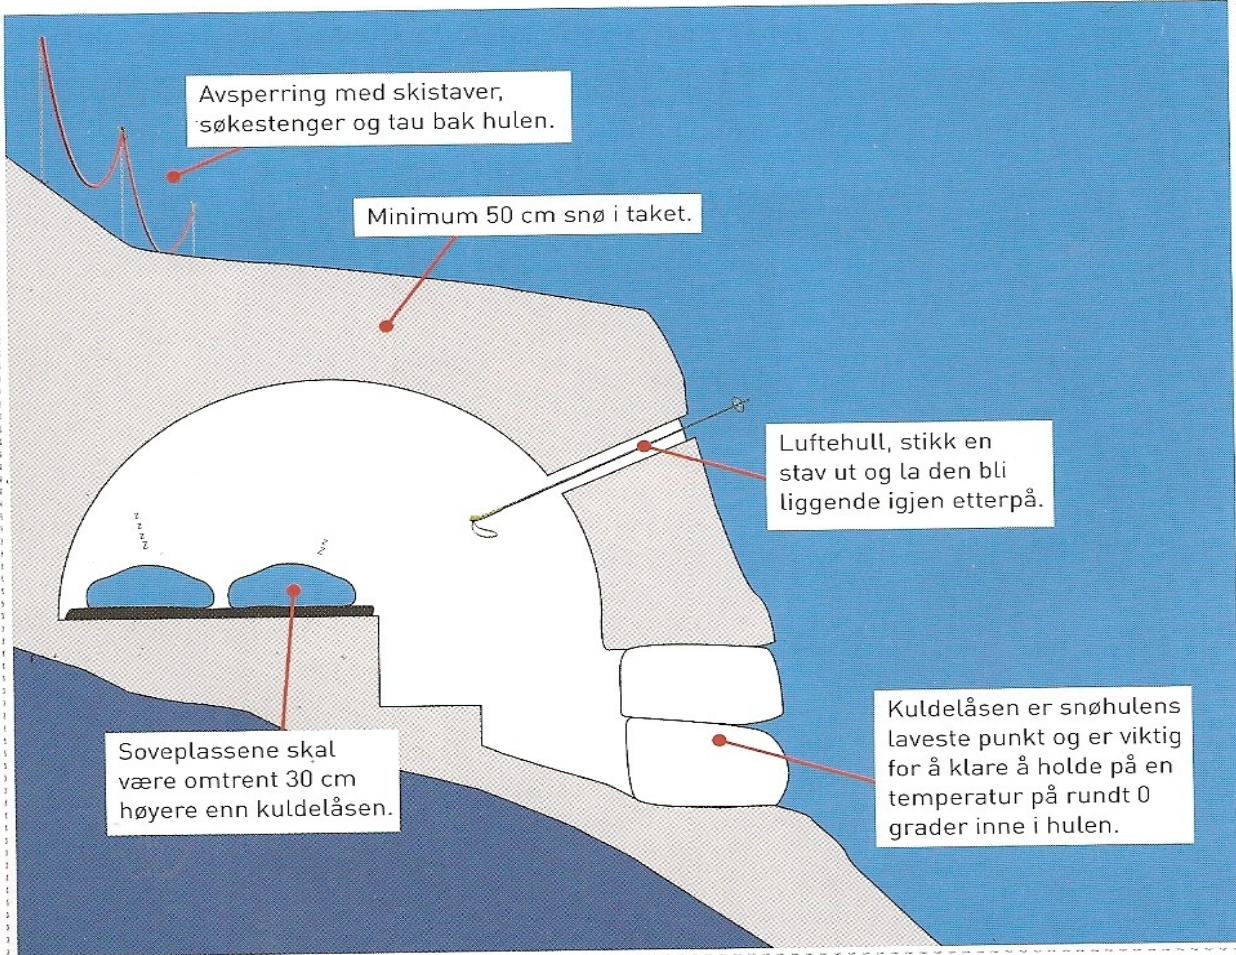 Avsperring med skistaver,
søkestenger og tau bak hulen.
Minimum 50 cm snø i taket.
Luftehull, stikk en
stav ut og la den bli
liggende igjen etterpå.
z
z
z
z
z
z
Soveplassene skal
være omtrent 30 cm
høyere enn kuldelåsen.
Kuldelåsen er snøhulens
laveste punkt og er viktig
for å klare å holde på en
temperatur på rundt 0
grader inne i hulen.